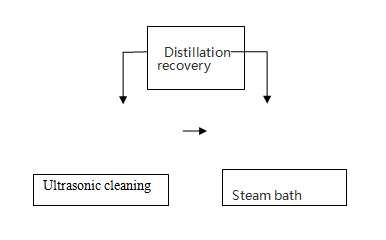 Distillation
recovery
Ultrasonic cleaning
Steam bath